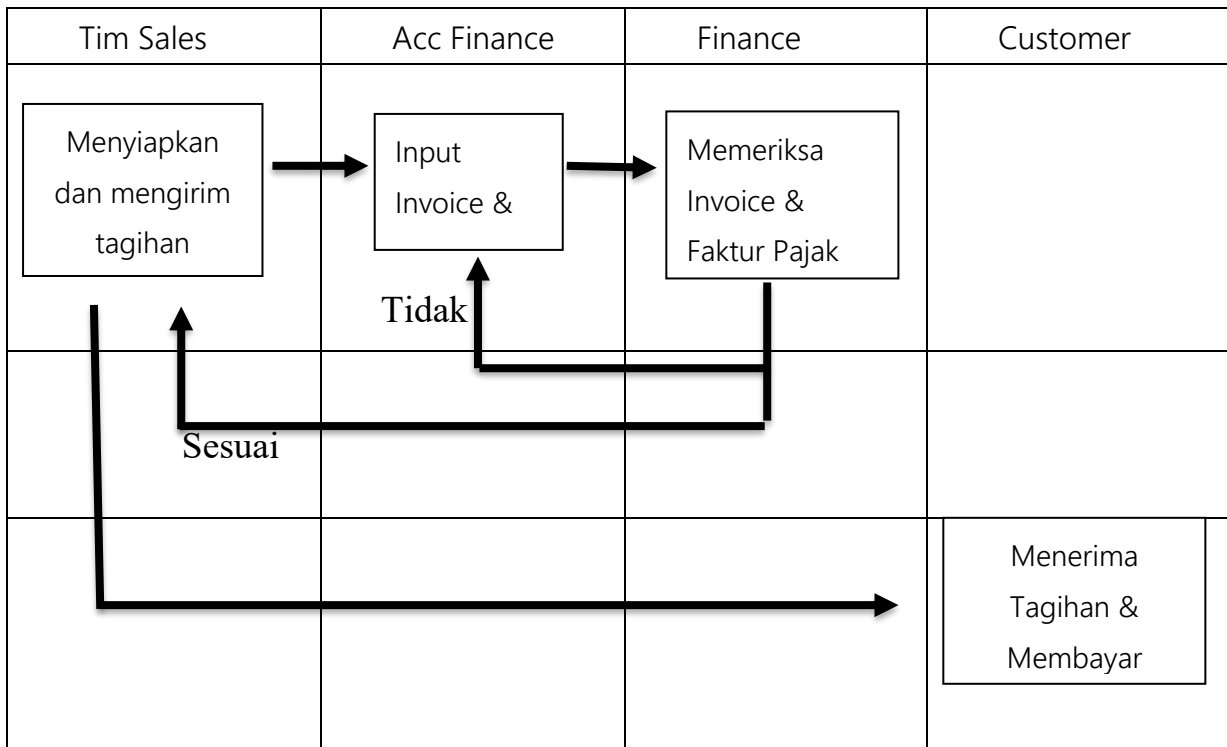 Tim Sales
Acc Finance
Finance
Customer
Menyiapkan
dan mengirim
tagihan
Input
Invoice &
Memeriksa
Invoice &
Faktur Pajak
Tidak
Sesuai
Menerima
Tagihan &
Membayar